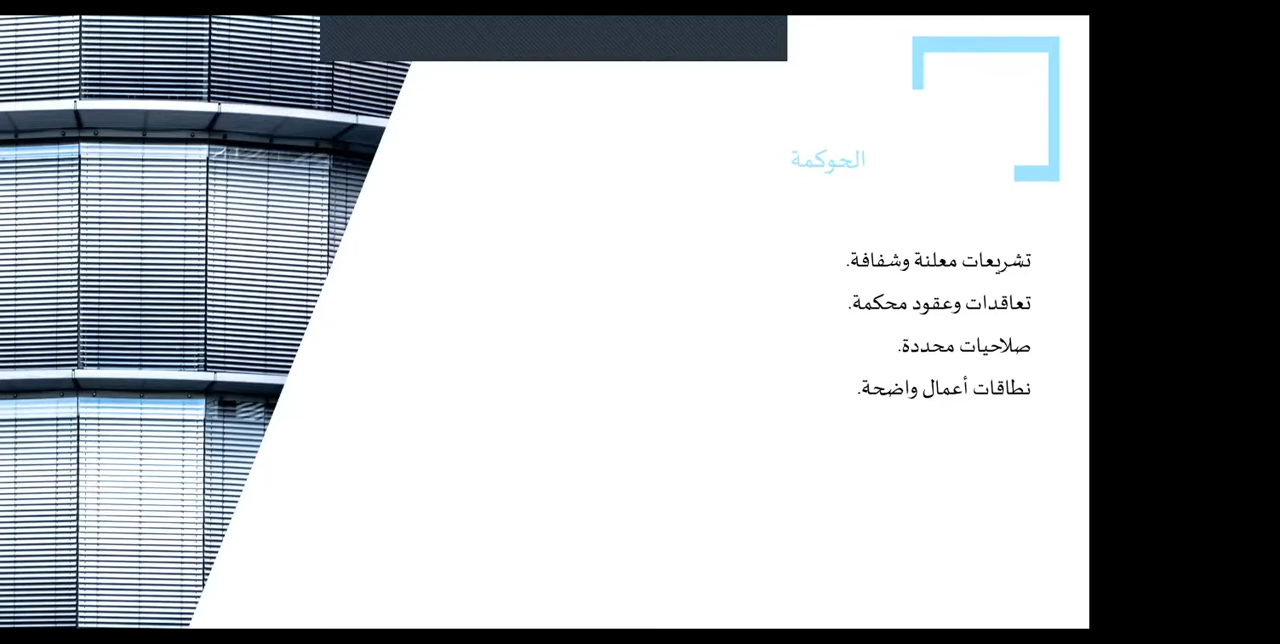 الحوكمة
تشريعات معلنة وشفافة.
تعاقدات وعقود محكمة.
صلاحيات محددة.
نطاقات أعمال واضحة.